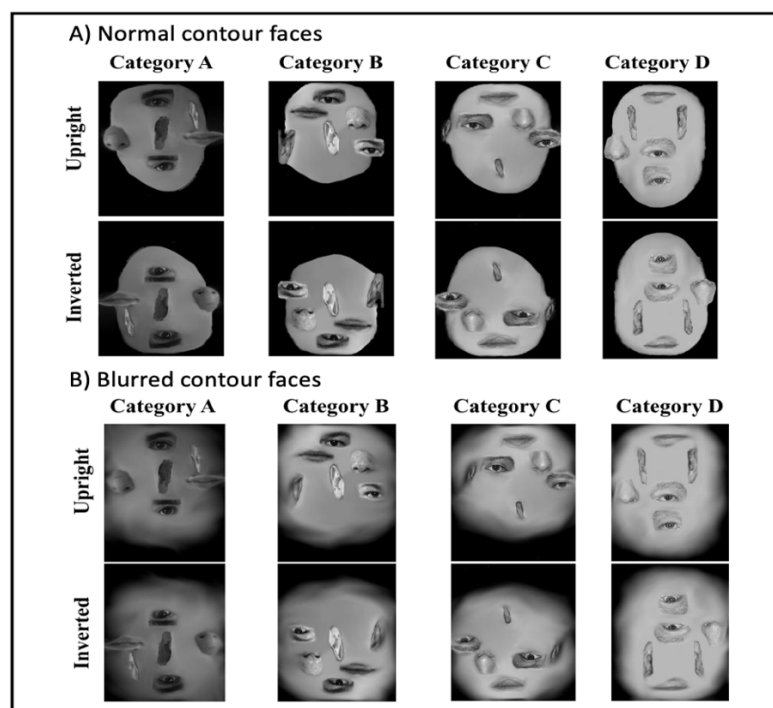 A) Normal contour faces
Category A Category B Category C Category D
Upright
Inverted
B) Blurred contour faces
Category A Category B Category C Category D
Upright
Inverted